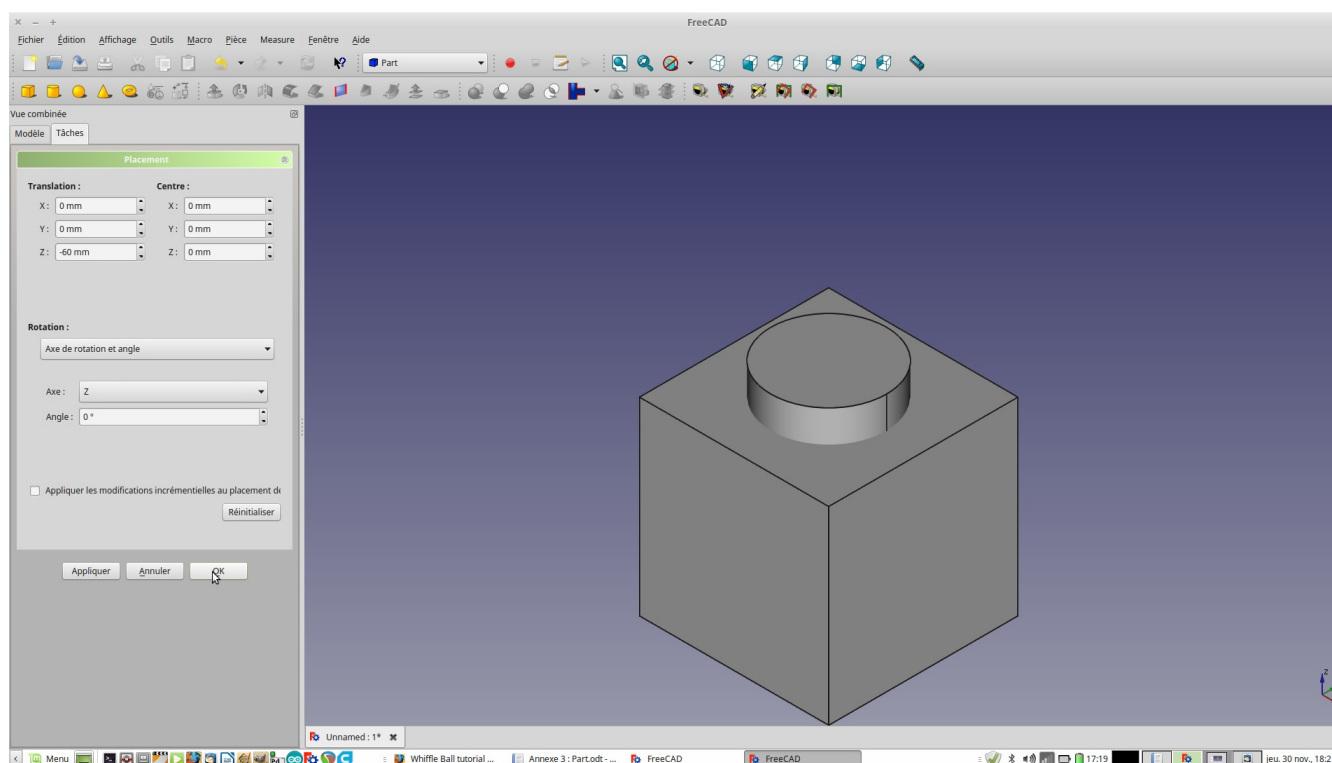 FreeCAD
Fichier Édition Affichage Outils Macro Pièce Measure Fenêtre Aide
Part
Vue combinée
Modèle Tâches
Placement
Translation : Centre :
X : 0 mm X : 0 mm
Y : 0 mm Y : 0 mm
Z : -60 mm Z : 0 mm
Rotation :
Axe de rotation et angle
Axe : Z
Angle : 0 °
Appliquer les modifications incrémentielles au placement de
Réinitialiser
Appliquer Annuler OK
Z
Unnamed : 1*
Menu Whiffle Ball tutorial ... Annexe 3 : Part.odt - ... FreeCAD FreeCAD 17:19 jeu. 30 nov., 18:2